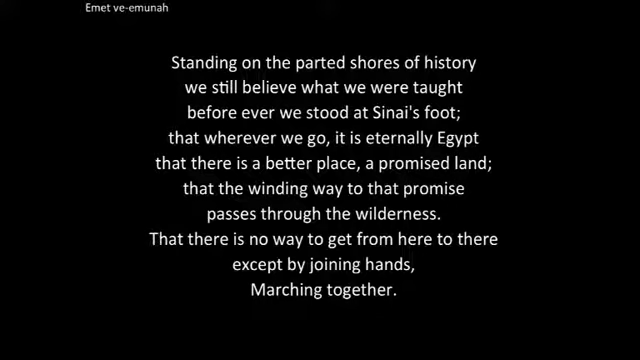 Emet ve-emunah
Standing on the parted shores of history
we still believe what we were taught
before ever we stood at Sinai's foot;
that wherever we go, it is eternally Egypt
that there is a better place, a promised land;
that the winding way to that promise
passes through the wilderness.
That there is no way to get from here to there
except by joining hands,
Marching together.